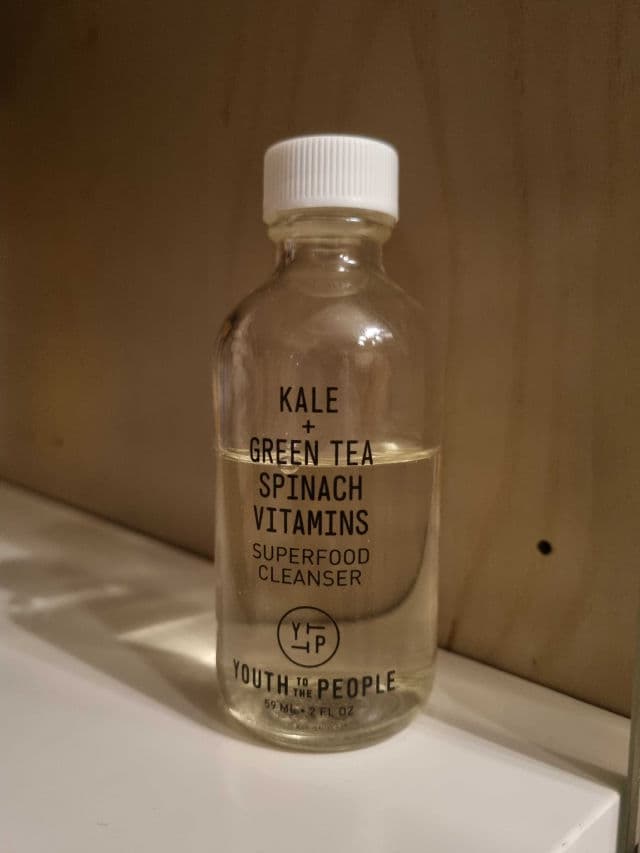 KALE
+
GREEN TEA
SPINACH
VITAMINS
SUPERFOOD
CLEANSER
Y T
T P
YOUTH TO THE PEOPLE
59 ML • 2 FL OZ